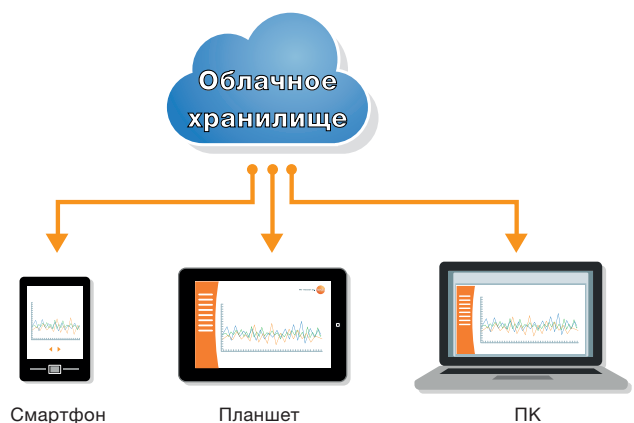 Облачное
хранилище
Смартфон
Планшет
ПК